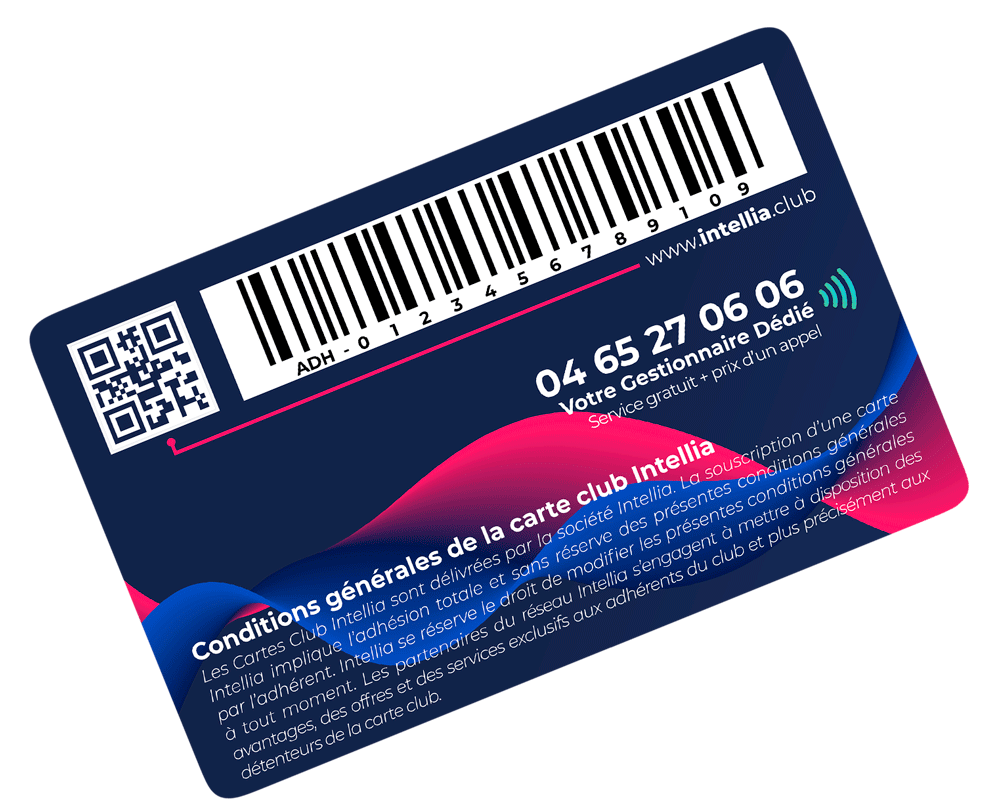 ADH - 0 1 2 3 4 5 6 7 8 9 1 0 9
www.intellia.club
04 65 27 06 06
Votre Gestionnaire Dédié
Service gratuit + prix d'un appel
Conditions générales de la carte club Intellia
Les Cartes Club Intellia sont délivrées par la société Intellia. La souscription d'une carte
Intellia implique l'adhésion totale et sans réserve des présentes conditions générales
par l'adhérent. Intellia se réserve le droit de modifier les présentes conditions générales
à tout moment. Les partenaires du réseau Intellia s'engagent à mettre à disposition des
avantages, des offres et des services exclusifs aux adhérents du club et plus précisément aux
détenteurs de la carte club.